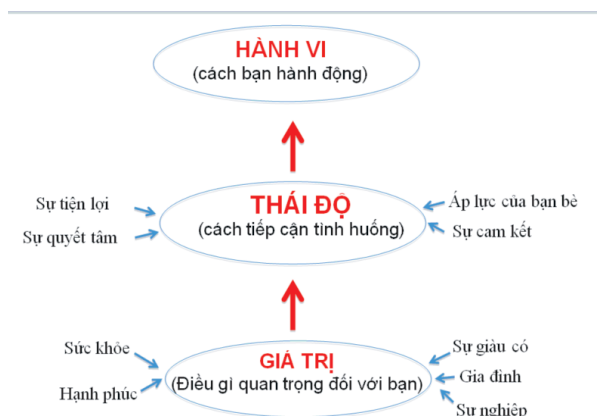 HÀNH VI
(cách bạn hành động)
THÁI ĐỘ
(cách tiếp cận tình huống)
Sự tiện lợi
Sự quyết tâm
Áp lực của bạn bè
Sự cam kết
GIÁ TRỊ
(Điều gì quan trọng đối với bạn)
Sức khỏe
Hạnh phúc
Sự giàu có
Gia đình
Sự nghiệp